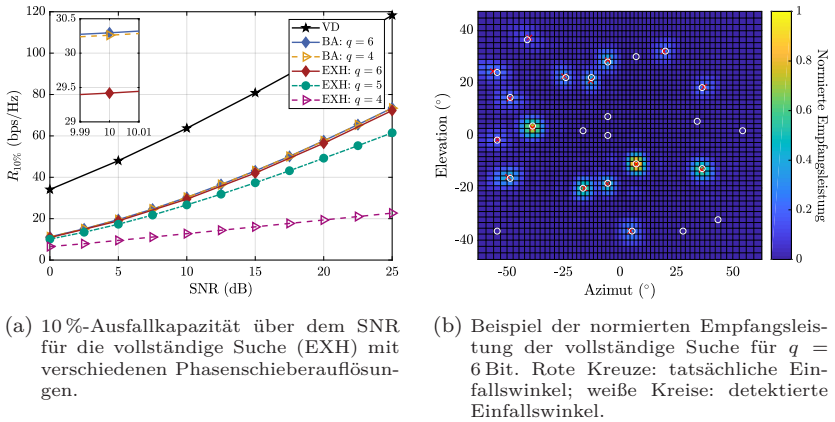 120
100
80
60
40
20
0
R10% (bps/Hz)
0
5
10
15
20
25
SNR (dB)
30.5
30
29.5
29
9.99
10
10.01
VD
BA: q = 6
BA: q = 4
EXH: q = 6
EXH: q = 5
EXH: q = 4
(a) 10 %-Ausfallkapazität über dem SNR
für die vollständige Suche (EXH) mit
verschiedenen Phasenschieberauflösun-
gen.
40
20
0
-20
-40
Elevation (°)
-50
-25
0
25
50
Azimut (°)
1
0.8
0.6
0.4
0.2
0
Normierte Empfangsleistung
(b) Beispiel der normierten Empfangsleis-
tung der vollständige Suche für q =
6 Bit. Rote Kreuze: tatsächliche Ein-
fallswinkel; weiße Kreise: detektierte
Einfallswinkel.